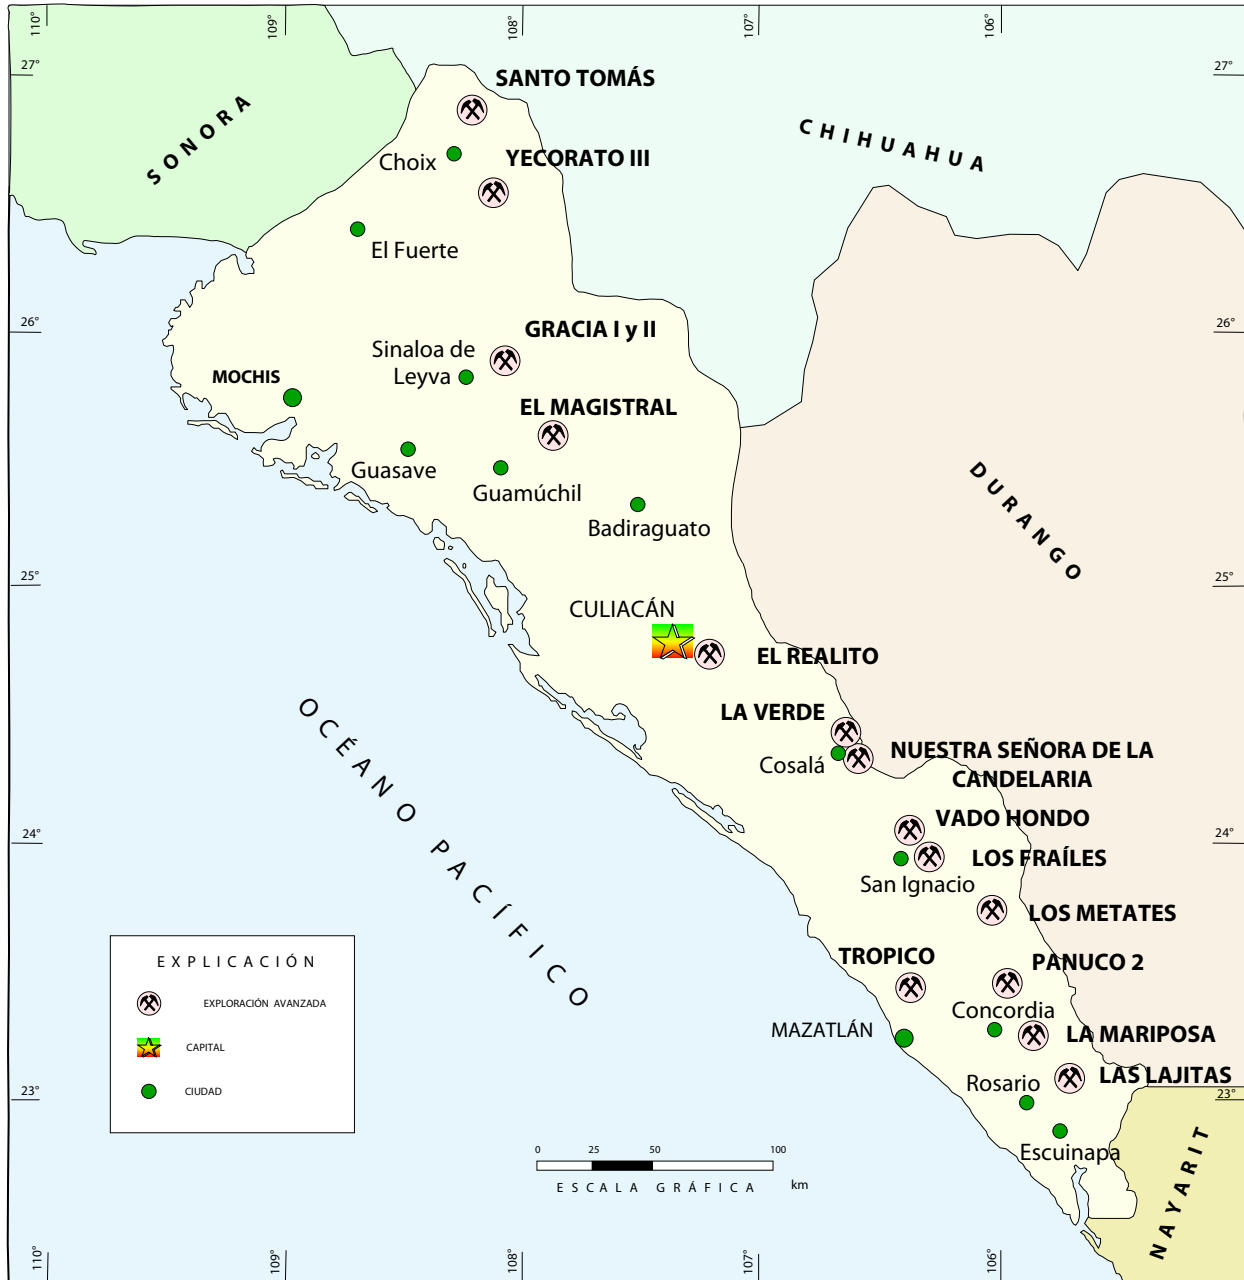 110°
109°
108°
107°
106°
27°
27°
SANTO TOMÁS
SONORA
CHIHUAHUA
Choix
YECORATO III
El Fuerte
26°
26°
GRACIA I y II
Sinaloa de
Leyva
MOCHIS
EL MAGISTRAL
Guasave
Guamúchil
Badiraguato
DURANGO
25°
25°
CULIACÁN
EL REALITO
LA VERDE
Cosalá
NUESTRA SEÑORA DE LA
CANDELARIA
OCÉANO PACÍFICO
24°
24°
VADO HONDO
LOS FRAÍLES
San Ignacio
LOS METATES
TROPICO
PANUCO 2
Concordia
MAZATLÁN
LA MARIPOSA
Rosario
LAS LAJITAS
23°
23°
Escuinapa
NAYARIT
EXPLICACIÓN
EXPLORACIÓN AVANZADA
CAPITAL
CIUDAD
0 25 50 100
km
ESCALA GRÁFICA
110°
109°
108°
107°
106°